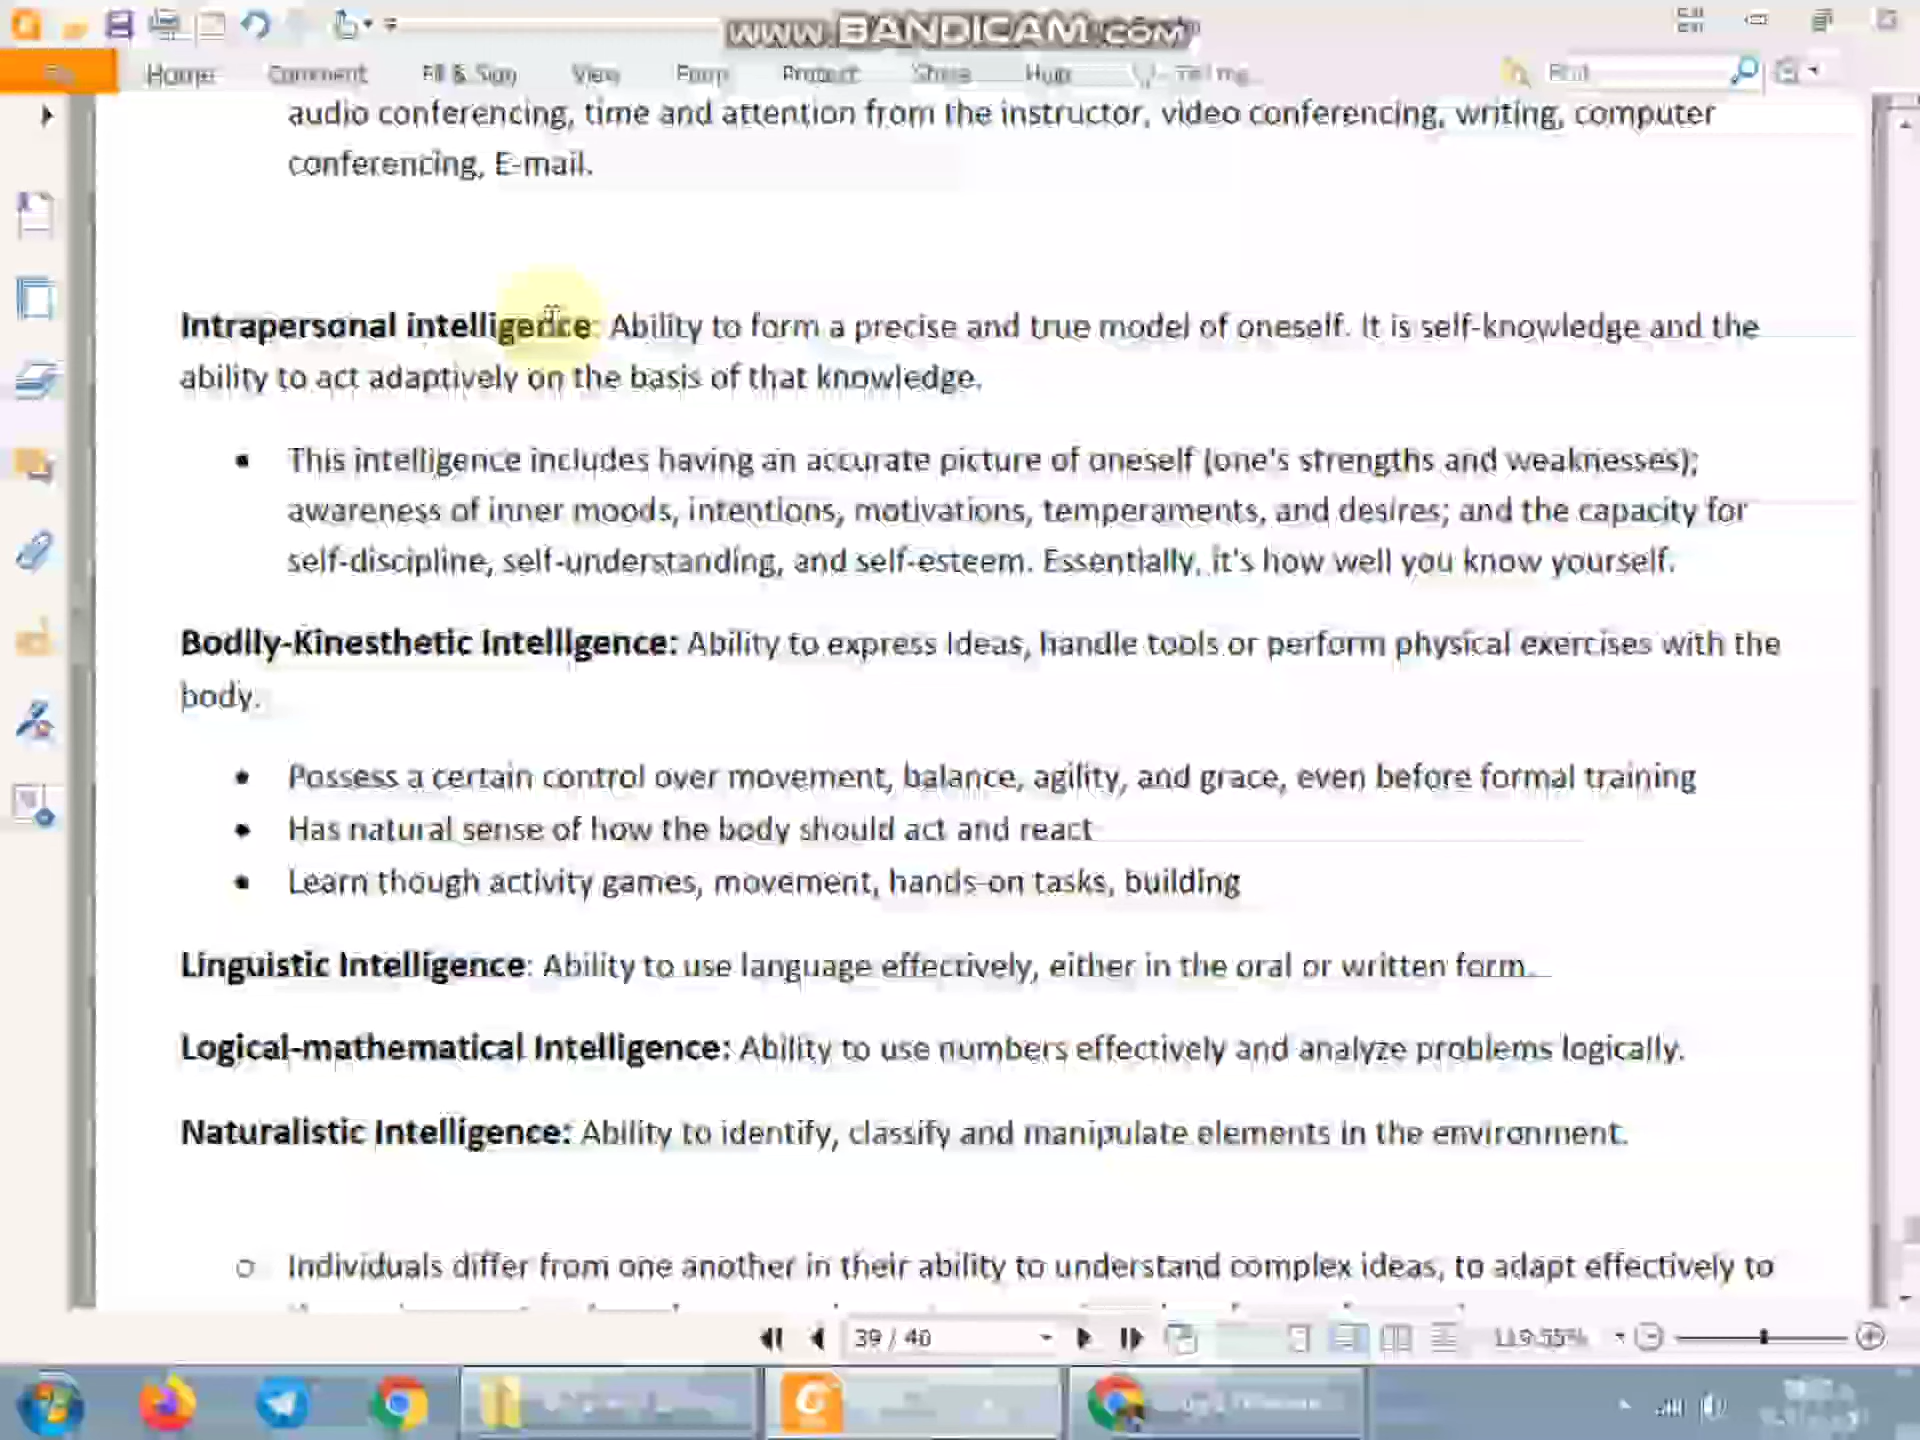 www.BANDICAM.com
Home Comment Fill & Sign View Form Protect Share Help Tell me...
Find
audio conferencing, time and attention from the instructor, video conferencing, writing, computer
conferencing, E-mail.
Intrapersonal intelligence: Ability to form a precise and true model of oneself. It is self-knowledge and the
ability to act adaptively on the basis of that knowledge.
• This intelligence includes having an accurate picture of oneself (one's strengths and weaknesses);
awareness of inner moods, intentions, motivations, temperaments, and desires; and the capacity for
self-discipline, self-understanding, and self-esteem. Essentially, it's how well you know yourself.
Bodily-Kinesthetic Intelligence: Ability to express Ideas, handle tools or perform physical exercises with the
body.
• Possess a certain control over movement, balance, agility, and grace, even before formal training
• Has natural sense of how the body should act and react
• Learn though activity games, movement, hands-on tasks, building
Linguistic Intelligence: Ability to use language effectively, either in the oral or written form.
Logical-mathematical Intelligence: Ability to use numbers effectively and analyze problems logically.
Naturalistic Intelligence: Ability to identify, classify and manipulate elements in the environment.
o Individuals differ from one another in their ability to understand complex ideas, to adapt effectively to
39 / 40
119.55%